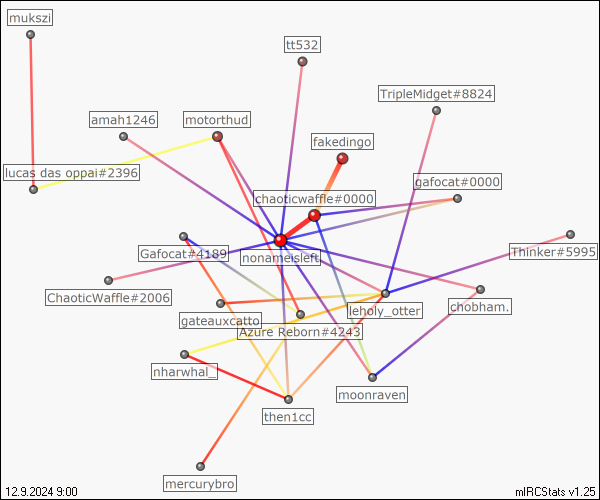 mukszi
tt532
TripleMidget#8824
amah1246
motorthud
fakedingo
lucas das oppai#2396
gafocat#0000
chaoticwaffle#0000
Gafocat#4189
nonameisleft
Thinker#5995
ChaoticWaffle#2006
chobham.
leholy_otter
gateauxcatto
Azure Reborn#4243
nharwhal_
moonraven
then1cc
mercurybro
12.9.2024 9:00
mIRCStats v1.25